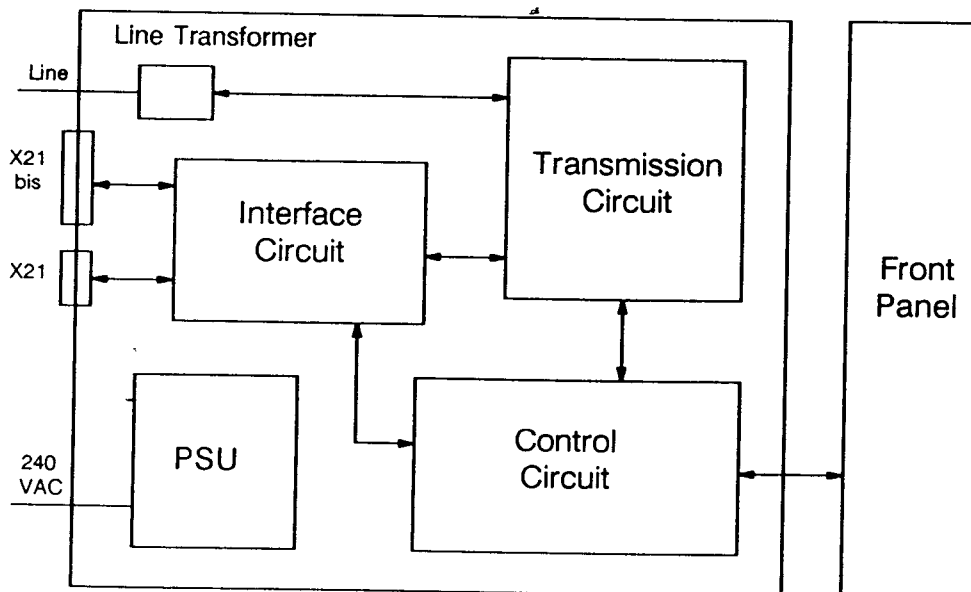 Line Transformer
Line
X21
bis
X21
Interface
Circuit
Transmission
Circuit
Front
Panel
PSU
240
VAC
Control
Circuit